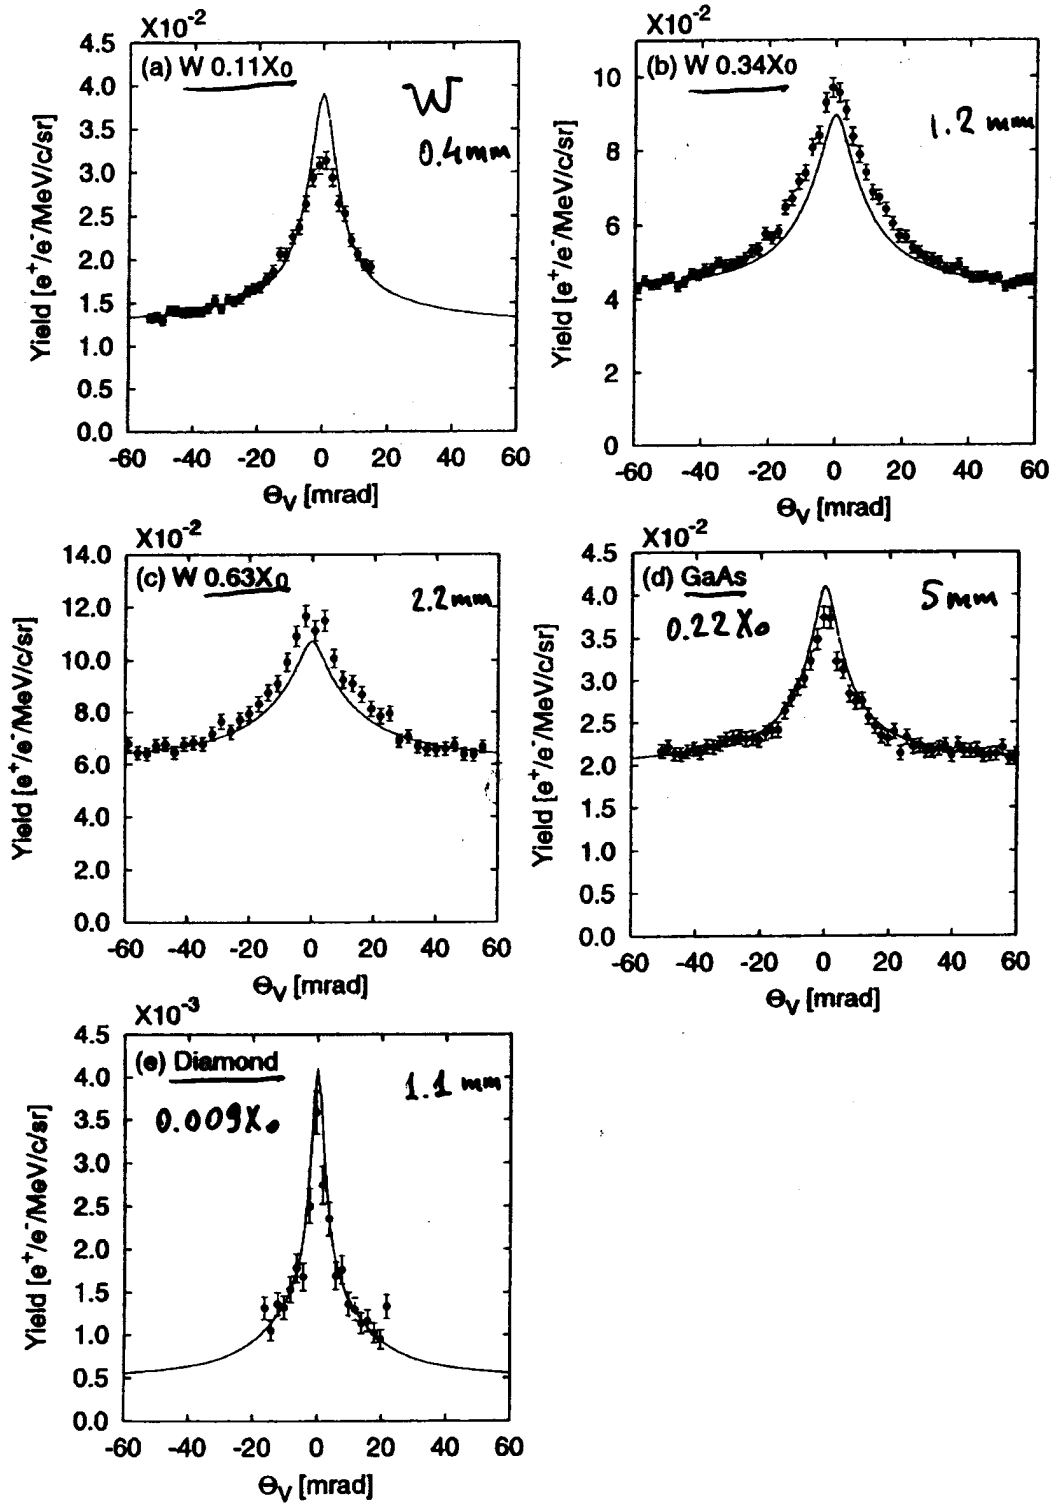 X10-2
(a) W 0.11X0
W
0.4mm
4.5
4.0
3.5
3.0
2.5
2.0
1.5
1.0
0.5
0.0
Yield [e+/e-/MeV/c/sr]
-60 -40 -20 0 20 40 60
ΘV [mrad]
X10-2
(b) W 0.34X0
1.2 mm
10
8
6
4
2
0
Yield [e+/e-/MeV/c/sr]
-60 -40 -20 0 20 40 60
ΘV [mrad]
X10-2
(c) W 0.63X0
2.2mm
14.0
12.0
10.0
8.0
6.0
4.0
2.0
0.0
Yield [e+/e-/MeV/c/sr]
-60 -40 -20 0 20 40 60
ΘV [mrad]
X10-2
(d) GaAs
0.22X0
5mm
4.5
4.0
3.5
3.0
2.5
2.0
1.5
1.0
0.5
0.0
Yield [e+/e-/MeV/c/sr]
-60 -40 -20 0 20 40 60
ΘV [mrad]
X10-3
(e) Diamond
0.009X0
1.1 mm
4.5
4.0
3.5
3.0
2.5
2.0
1.5
1.0
0.5
0.0
Yield [e+/e-/MeV/c/sr]
-60 -40 -20 0 20 40 60
ΘV [mrad]